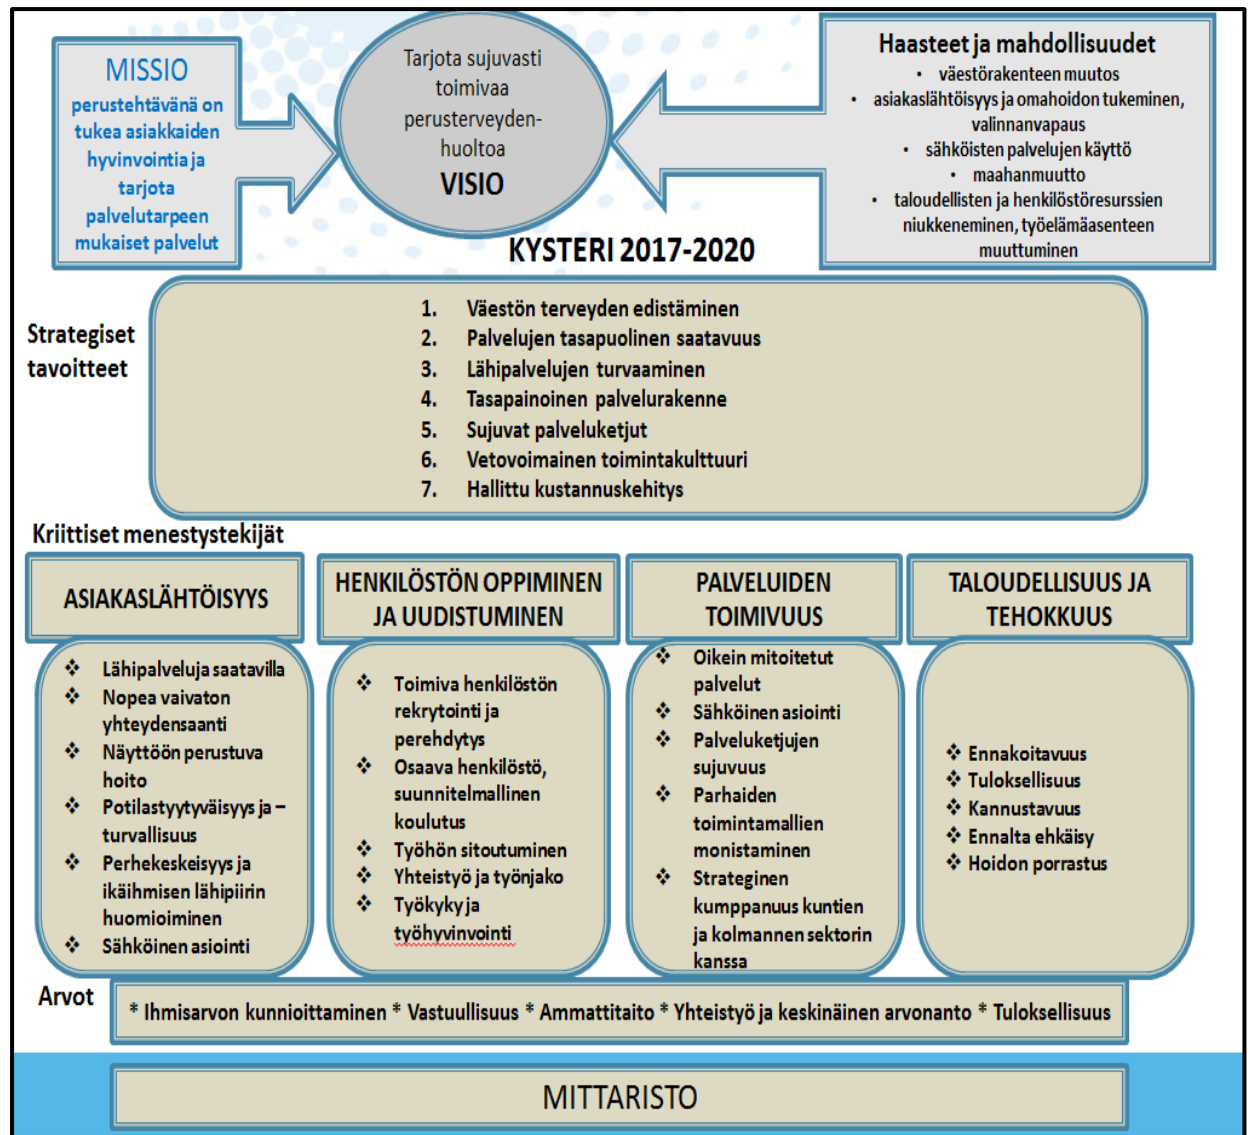 MISSIO
perustehtävänä on
tukea asiakkaiden
hyvinvointia ja
tarjota
palvelutarpeen
mukaiset palvelut
Tarjota sujuvasti
toimivaa
perusterveyden-
huoltoa
VISIO
Haasteet ja mahdollisuudet
• väestörakenteen muutos
• asiakaslähtöisyys ja omahoidon tukeminen,
valinnanvapaus
• sähköisten palvelujen käyttö
• maahanmuutto
• taloudellisten ja henkilöstöresurssien
niukkeneminen, työelämäasenteen
muuttuminen
KYSTERI 2017-2020
Strategiset
tavoitteet
1. Väestön terveyden edistäminen
2. Palvelujen tasapuolinen saatavuus
3. Lähipalvelujen turvaaminen
4. Tasapainoinen palvelurakenne
5. Sujuvat palveluketjut
6. Vetovoimainen toimintakulttuuri
7. Hallittu kustannuskehitys
Kriittiset menestystekijät
ASIAKASLÄHTÖISYYS
❖ Lähipalveluja saatavilla
❖ Nopea vaivaton
yhteydensaanti
❖ Näyttöön perustuva
hoito
❖ Potilastyytyväisyys ja –
turvallisuus
❖ Perhekeskeisyys ja
ikäihmisen lähipiirin
huomioiminen
❖ Sähköinen asiointi
HENKILÖSTÖN OPPIMINEN
JA UUDISTUMINEN
❖ Toimiva henkilöstön
rekrytointi ja
perehdytys
❖ Osaava henkilöstö,
suunnitelmallinen
koulutus
❖ Työhön sitoutuminen
❖ Yhteistyö ja työnjako
❖ Työkyky ja
työhyvinvointi
PALVELUIDEN
TOIMIVUUS
❖ Oikein mitoitetut
palvelut
❖ Sähköinen asiointi
❖ Palveluketjujen
sujuvuus
❖ Parhaiden
toimintamallien
monistaminen
❖ Strateginen
kumppanuus kuntien
ja kolmannen sektorin
kanssa
TALOUDELLISUUS JA
TEHOKKUUS
❖ Ennakoitavuus
❖ Tuloksellisuus
❖ Kannustavuus
❖ Ennalta ehkäisy
❖ Hoidon porrastus
Arvot
* Ihmisarvon kunnioittaminen * Vastuullisuus * Ammattitaito * Yhteistyö ja keskinäinen arvonanto * Tuloksellisuus
MITTARISTO